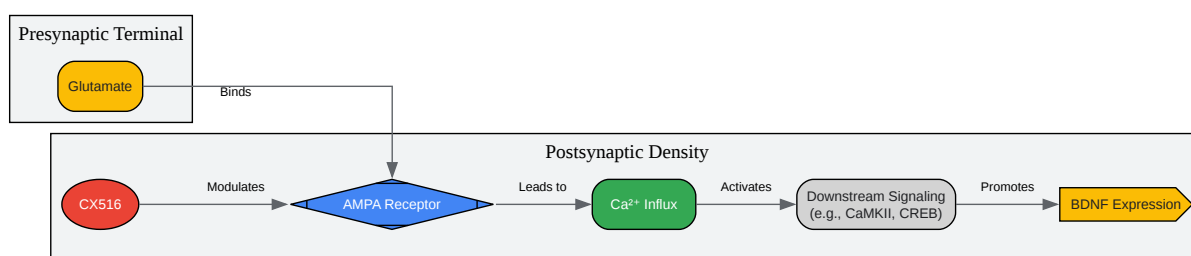 Presynaptic Terminal
Glutamate
Binds
Postsynaptic Density
CX516
Modulates
AMPA Receptor
Leads to
Ca²⁺ Influx
Activates
Downstream Signaling
(e.g., CaMKII, CREB)
Promotes
BDNF Expression